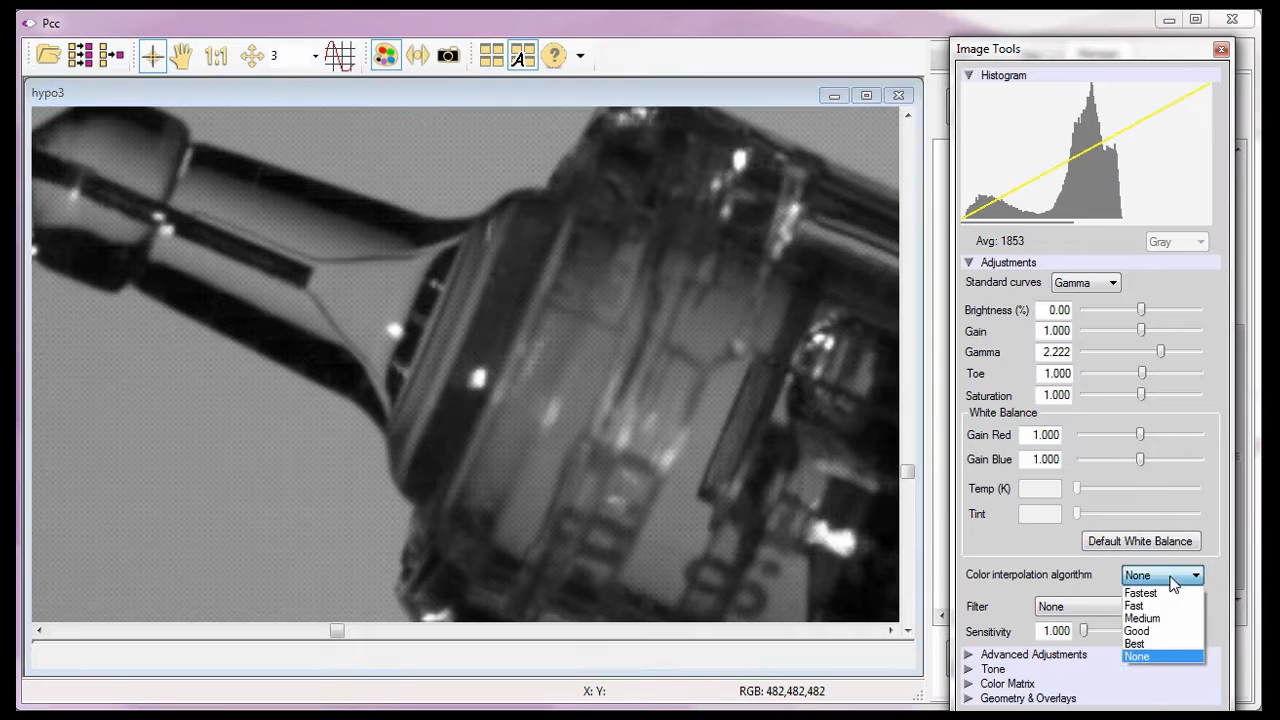 Pcc
1:1
3
A
?
Image Tools
hypo3
Histogram
Avg: 1853
Gray
Adjustments
Standard curves
Gamma
Brightness (%)
0.00
Gain
1.000
Gamma
2.222
Toe
1.000
Saturation
1.000
White Balance
Gain Red
1.000
Gain Blue
1.000
Temp (K)
Tint
Default White Balance
Color interpolation algorithm
None
Fastest
Fast
Medium
Good
Best
None
Filter
None
Sensitivity
1.000
Advanced Adjustments
Tone
Color Matrix
Geometry & Overlays
X: Y:
RGB: 482,482,482